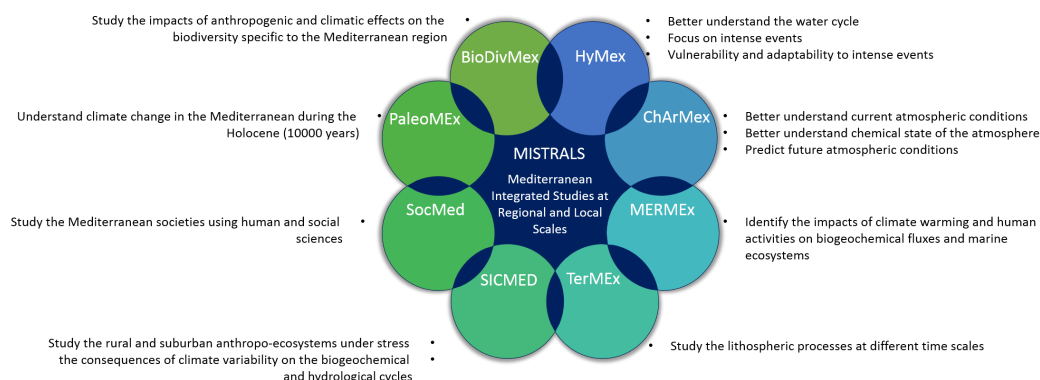 Study the impacts of anthropogenic and climatic effects on the
biodiversity specific to the Mediterranean region
BioDivMex
HyMex
• Better understand the water cycle
• Focus on intense events
• Vulnerability and adaptability to intense events
Understand climate change in the Mediterranean during the
Holocene (10000 years)
PaleoMEx
ChArMex
• Better understand current atmospheric conditions
• Better understand chemical state of the atmosphere
• Predict future atmospheric conditions
MISTRALS
Mediterranean
Integrated Studies at
Regional and Local
Scales
Study the Mediterranean societies using human and social
sciences
SocMed
MERMEx
• Identify the impacts of climate warming and human
activities on biogeochemical fluxes and marine
ecosystems
SICMED
TerMEx
Study the rural and suburban anthropo-ecosystems under stress
the consequences of climate variability on the biogeochemical
and hydrological cycles
• Study the lithospheric processes at different time scales